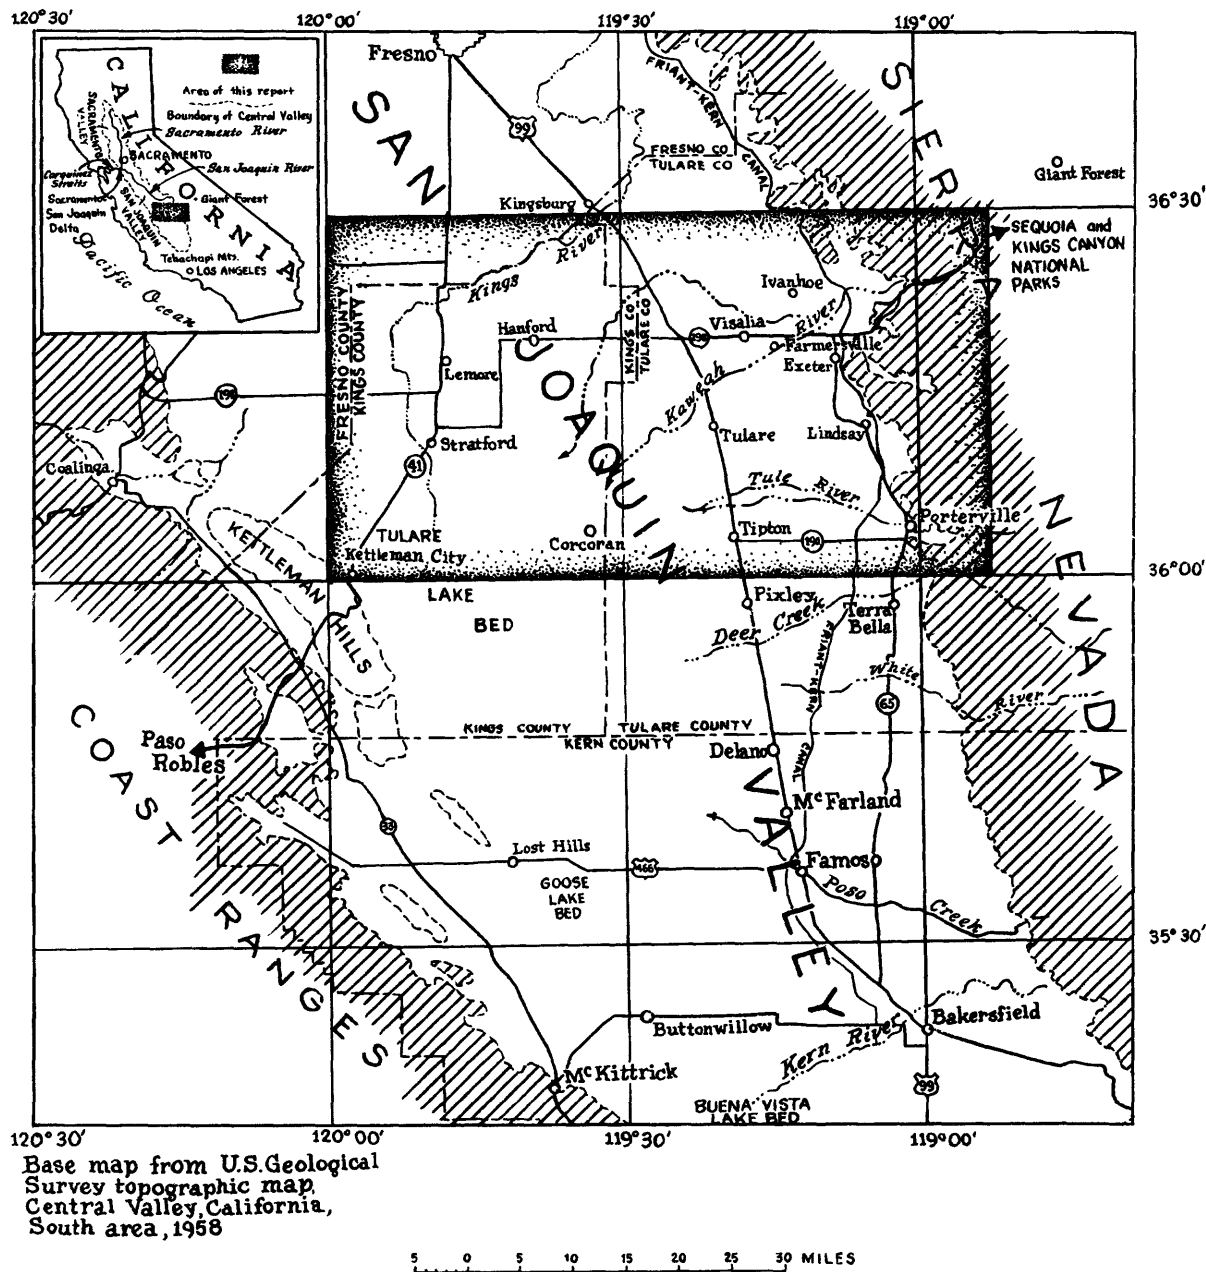 120°30'
120°00'
119°30'
119°00'
Fresno
CALIFORNIA
Area of this report
Boundary of Central Valley
Sacramento River
SACRAMENTO VALLEY
SACRAMENTO
San Joaquin River
Carquinez
Straits
Sacramento-
San Joaquin
Delta
Giant Forest
SAN JOAQUIN VALLEY
Tehachapi Mts.
LOS ANGELES
Pacific Ocean
SAN JOAQUIN VALLEY
SIERRA NEVADA
99
FRIANT-KERN
CANAL
FRESNO CO
TULARE CO
Giant Forest
36°30'
Kingsburg
SEQUOIA and
KINGS CANYON
NATIONAL
PARKS
Kings River
FRESNO COUNTY
KINGS COUNTY
KINGS CO
TULARE CO
Ivanhoe
Hanford
Visalia
198
Kaweah River
Farmersville
Exeter
Lemore
198
Stratford
41
Tulare
Lindsay
Coalinga
Tule River
Porterville
Tipton
190
Corcoran
TULARE
Kettleman City
LAKE
BED
KETTLEMAN
HILLS
36°00'
Pixley
Deer Creek
Terra
Bella
FRIANT-KERN
CANAL
White
River
65
COAST RANGES
Paso
Robles
KINGS COUNTY
TULARE COUNTY
KERN COUNTY
Delano
McFarland
Lost Hills
466
Famoso
GOOSE
LAKE
BED
Poso
Creek
35°30'
Buttonwillow
Bakersfield
Kern River
McKittrick
99
BUENA VISTA
LAKE BED
120°30'
120°00'
119°30'
119°00'
Base map from U.S. Geological
Survey topographic map,
Central Valley, California,
South area, 1958
5 0 5 10 15 20 25 30 MILES